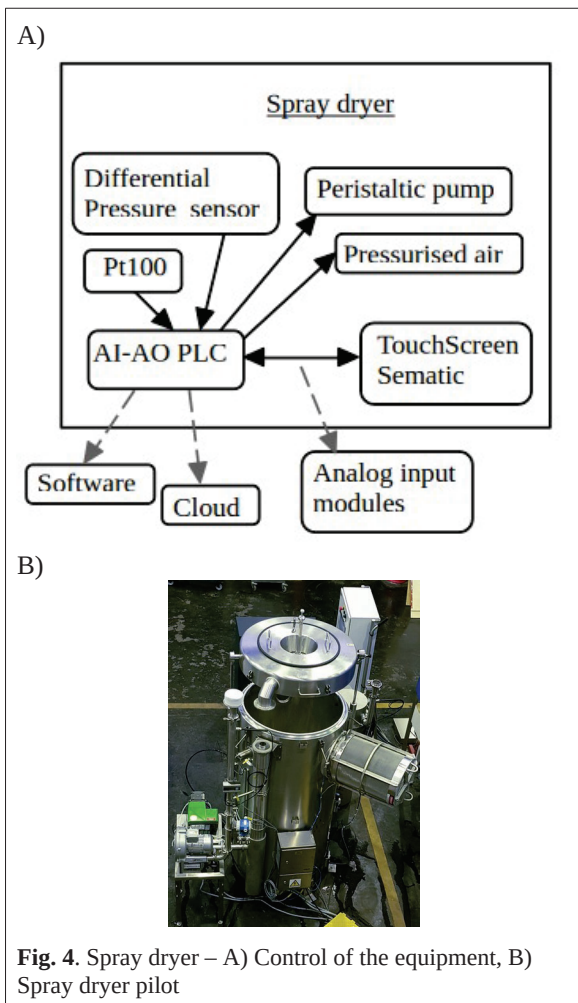 A)
Spray dryer
Differential
Pressure sensor
Peristaltic pump
Pressurised air
Pt100
AI-AO PLC
TouchScreen
Sematic
Software
Cloud
Analog input
modules
B)
Fig. 4. Spray dryer – A) Control of the equipment, B)
Spray dryer pilot